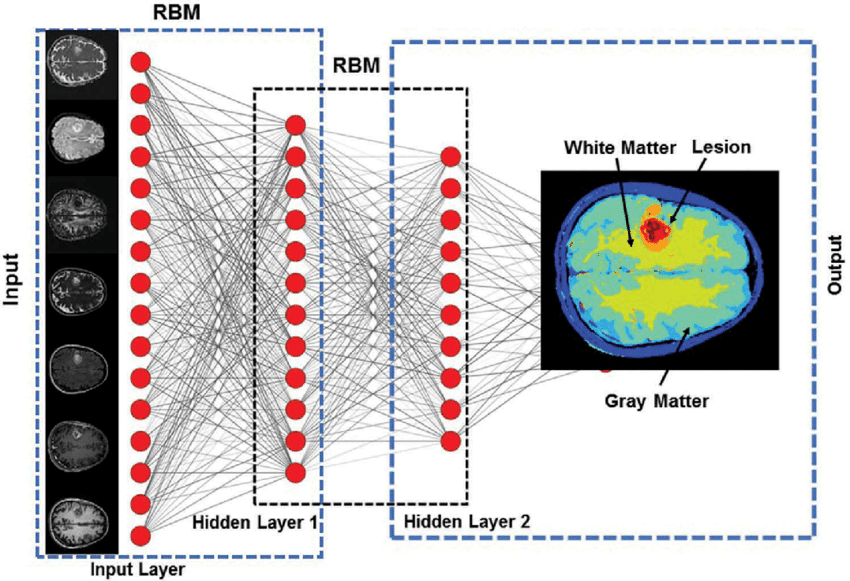 RBM
RBM
White Matter
Lesion
Input
Output
Gray Matter
Hidden Layer 1
Hidden Layer 2
Input Layer